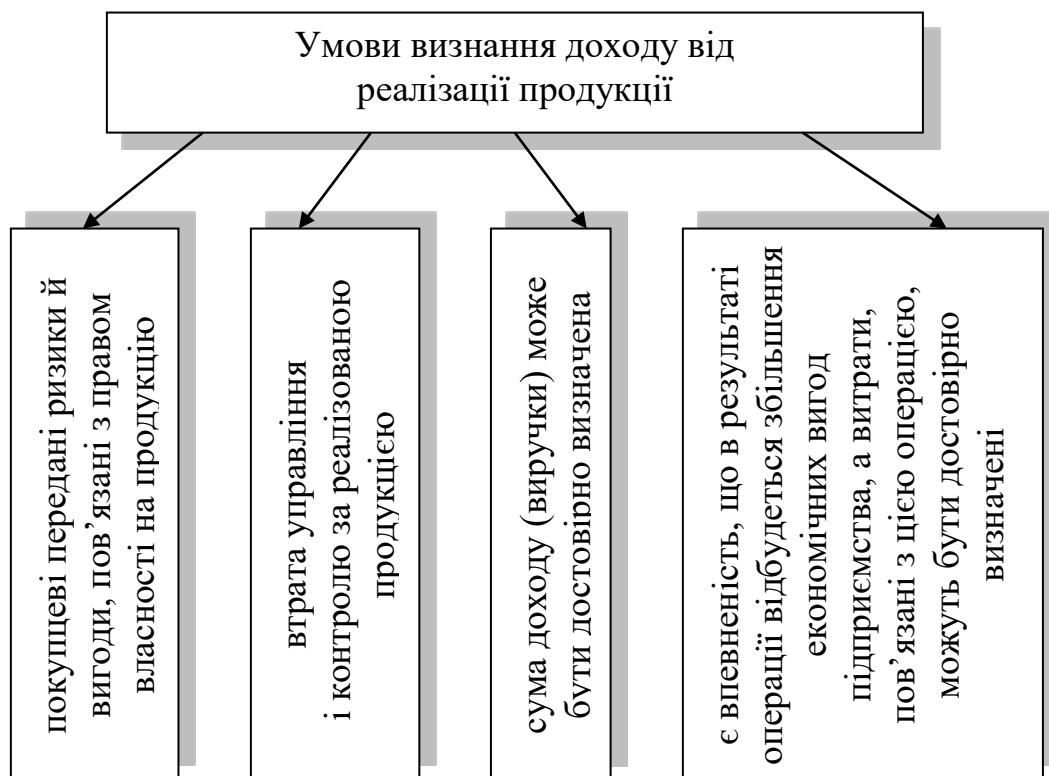 Умови визнання доходу від
реалізації продукції
покупцеві передані ризики й
вигоди, пов’язані з правом
власності на продукцію
втрата управління
і контролю за реалізованою
продукцією
сума доходу (виручки) може
бути достовірно визначена
є впевненість, що в результаті
операції відбудеться збільшення
економічних вигод
підприємства, а витрати,
пов’язані з цією операцією,
можуть бути достовірно
визначені